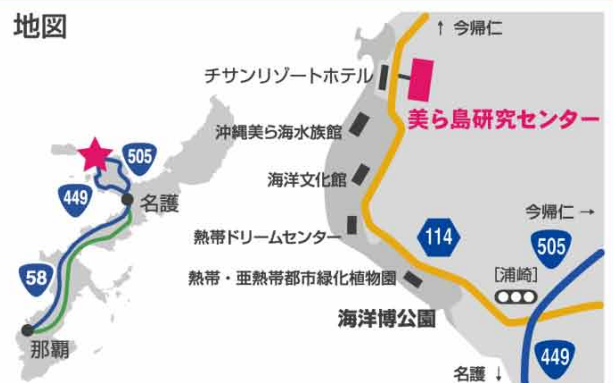 地図
↑ 今帰仁
チサンリゾートホテル
美ら島研究センター
沖縄美ら海水族館
505
海洋文化館
449
名護
今帰仁 →
熱帯ドリームセンター
114
505
58
[浦崎]
熱帯・亜熱帯都市緑化植物園
海洋博公園
那覇
449
名護 ↓